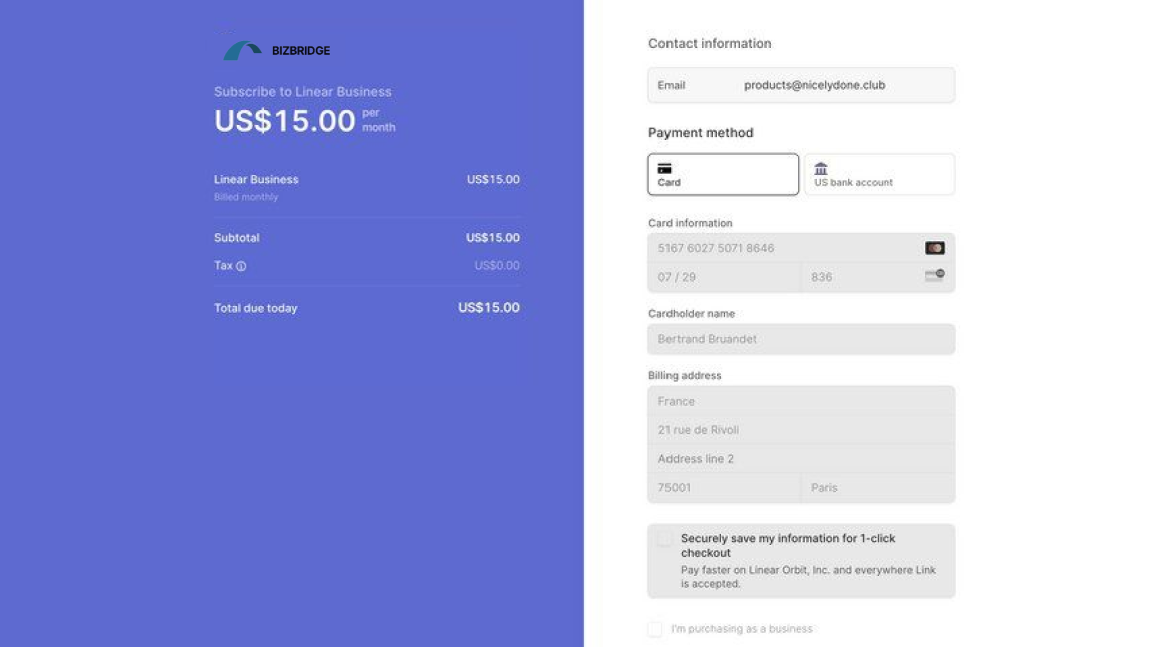 BIZBRIDGE
Subscribe to Linear Business
US$15.00 per month
Linear Business US$15.00
Billed monthly
Subtotal US$15.00
Tax US$0.00
Total due today US$15.00
Contact information
Email products@nicelydone.club
Payment method
Card
US bank account
Card information
5167 6027 5071 8646
07 / 29 836
Cardholder name
Bertrand Bruandet
Billing address
France
21 rue de Rivoli
Address line 2
75001 Paris
Securely save my information for 1-click
checkout
Pay faster on Linear Orbit, Inc. and everywhere Link
is accepted.
I'm purchasing as a business